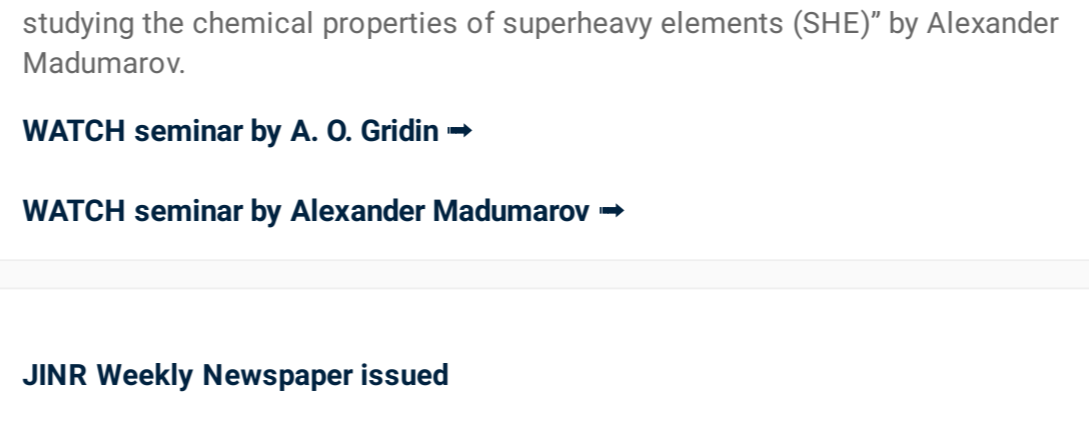 studying the chemical properties of superheavy elements (SHE)” by Alexander
Madumarov.
WATCH seminar by A. O. Gridin ➡
WATCH seminar by Alexander Madumarov ➡
JINR Weekly Newspaper issued